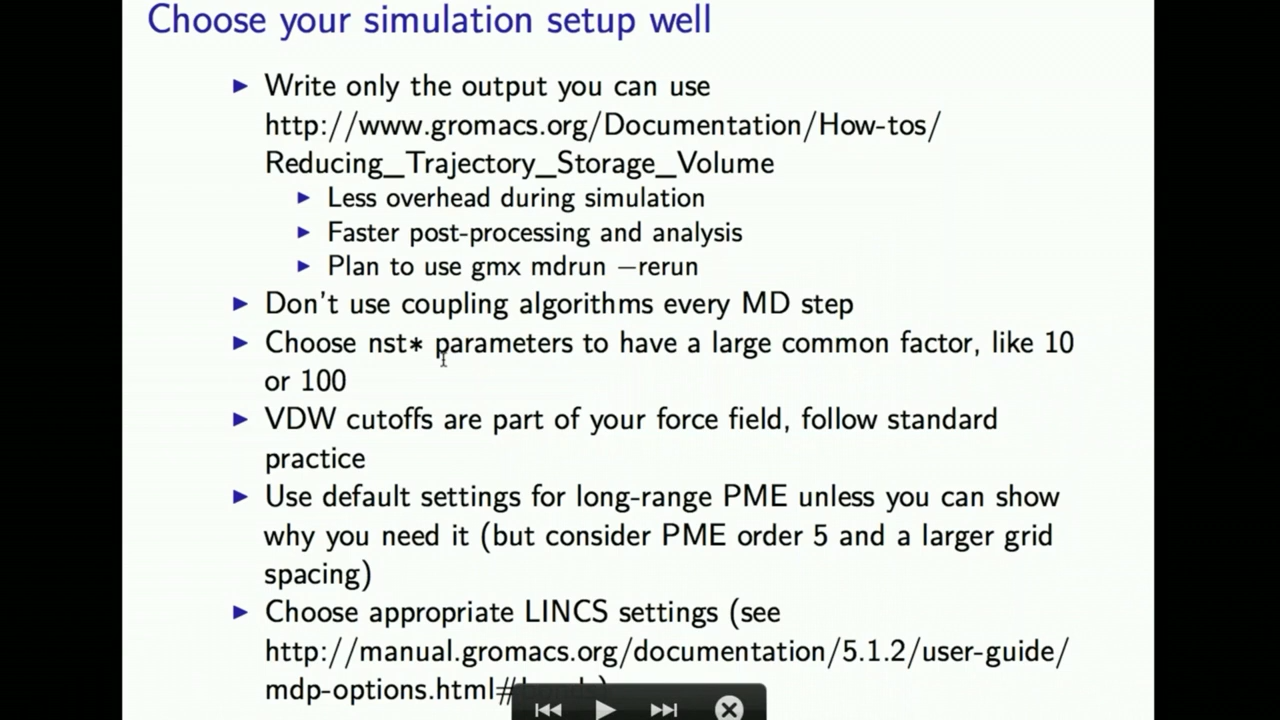 Choose your simulation setup well
Write only the output you can use
http://www.gromacs.org/Documentation/How-tos/
Reducing_Trajectory_Storage_Volume
Less overhead during simulation
Faster post-processing and analysis
Plan to use gmx mdrun –rerun
Don't use coupling algorithms every MD step
Choose nst* parameters to have a large common factor, like 10
or 100
VDW cutoffs are part of your force field, follow standard
practice
Use default settings for long-range PME unless you can show
why you need it (but consider PME order 5 and a larger grid
spacing)
Choose appropriate LINCS settings (see
http://manual.gromacs.org/documentation/5.1.2/user-guide/
mdp-options.html#bonds)